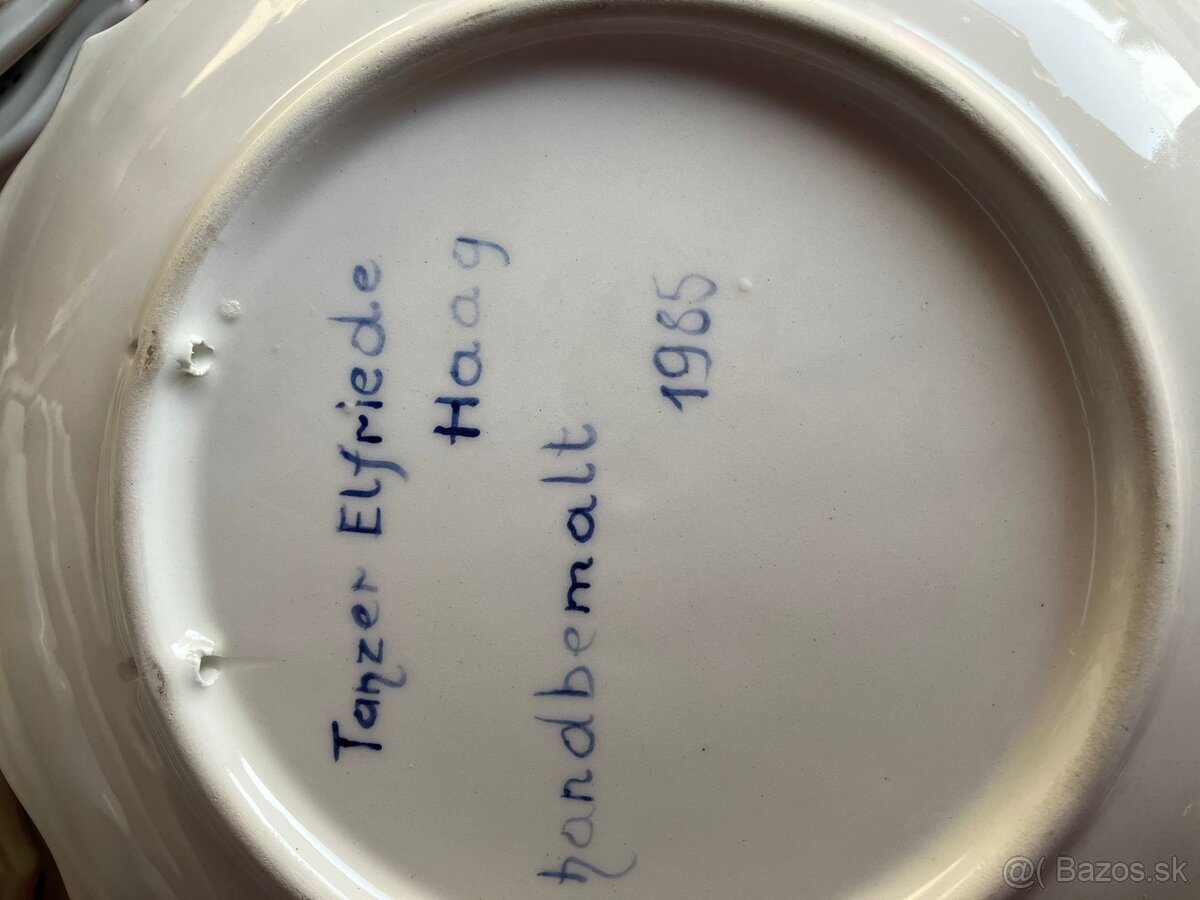 Tanzer Elfriede
Haag
handbemalt
1985
@( Bazos.sk